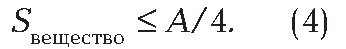 S_вещество ≤ A/4. (4)